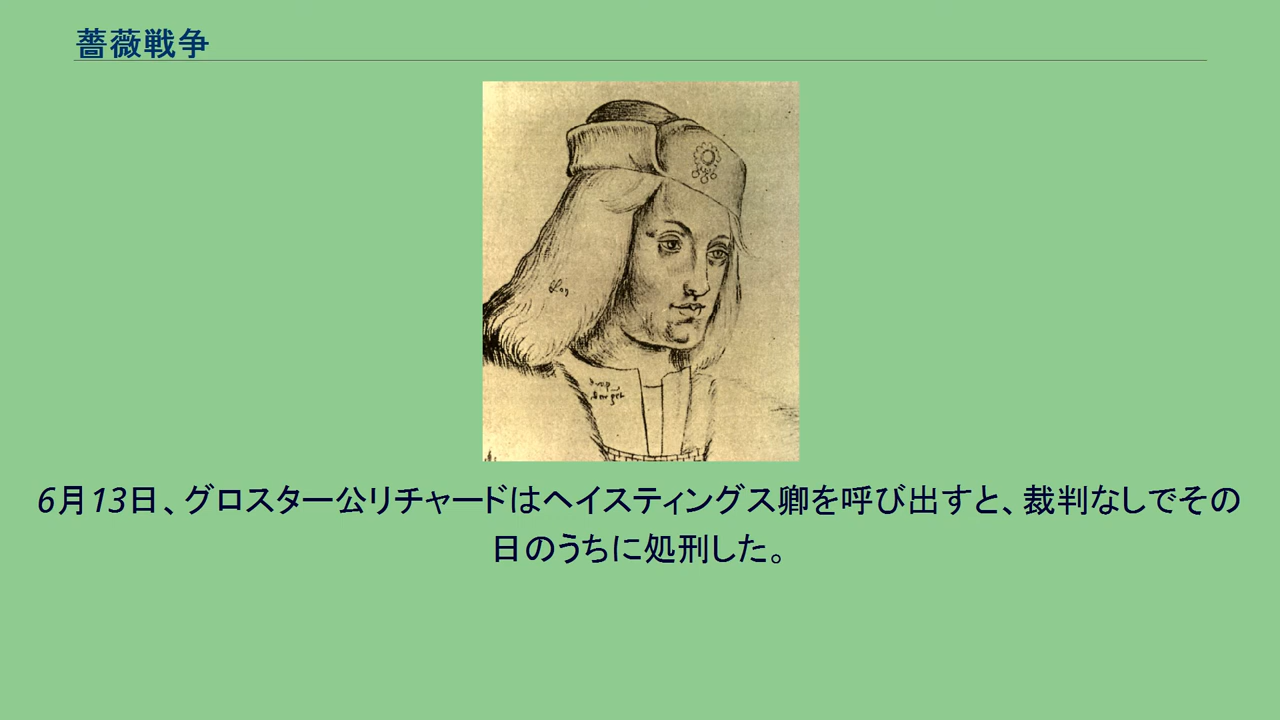 薔薇戦争
6月13日、グロスター公リチャードはヘイスティングス卿を呼び出すと、裁判なしでその
日のうちに処刑した。